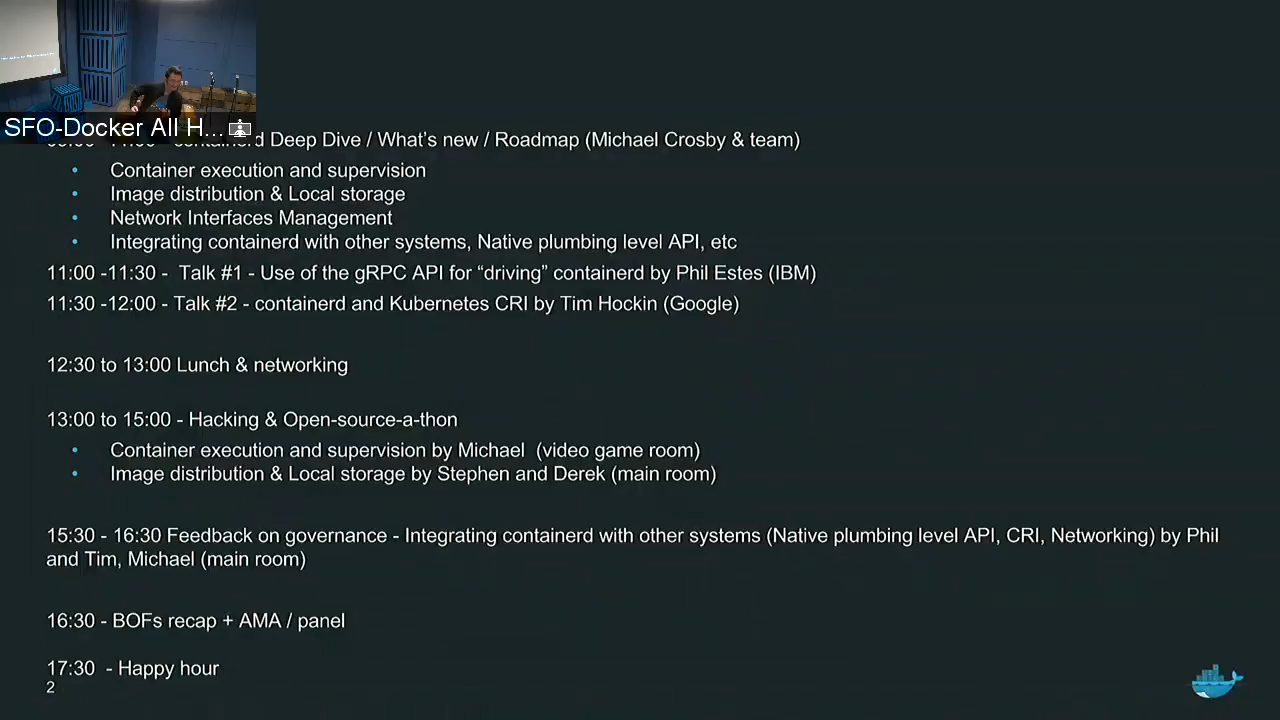 SFO-Docker All H...
Deep Dive / What's new / Roadmap (Michael Crosby & team)
• Container execution and supervision
• Image distribution & Local storage
• Network Interfaces Management
• Integrating containerd with other systems, Native plumbing level API, etc
11:00 -11:30 - Talk #1 - Use of the gRPC API for “driving” containerd by Phil Estes (IBM)
11:30 -12:00 - Talk #2 - containerd and Kubernetes CRI by Tim Hockin (Google)
12:30 to 13:00 Lunch & networking
13:00 to 15:00 - Hacking & Open-source-a-thon
• Container execution and supervision by Michael (video game room)
• Image distribution & Local storage by Stephen and Derek (main room)
15:30 - 16:30 Feedback on governance - Integrating containerd with other systems (Native plumbing level API, CRI, Networking) by Phil
and Tim, Michael (main room)
16:30 - BOFs recap + AMA / panel
17:30 - Happy hour
2